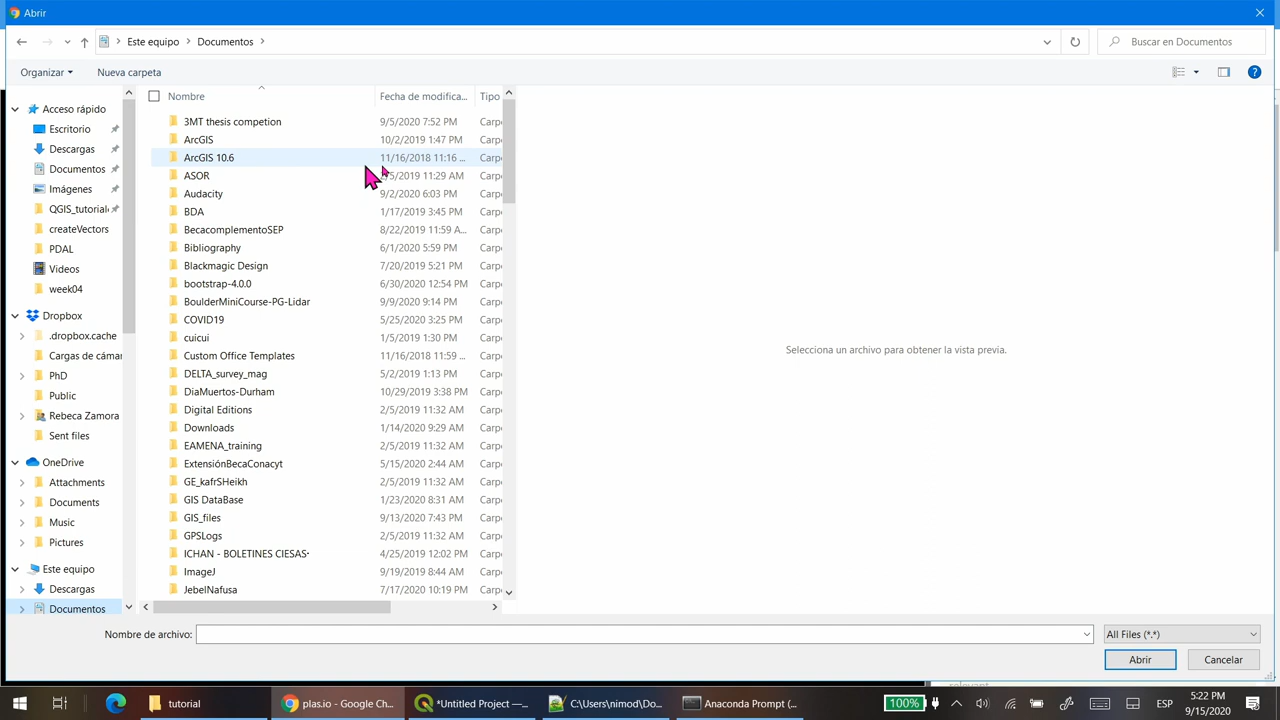 Abrir
Este equipo > Documentos >
Buscar en Documentos
Organizar
Nueva carpeta
Acceso rápido
Escritorio
Descargas
Documentos
Imágenes
QGIS_tutorial
createVectors
PDAL
Videos
week04
Dropbox
.dropbox.cache
Cargas de cámar
PhD
Public
Rebeca Zamora
Sent files
OneDrive
Attachments
Documents
Music
Pictures
Este equipo
Descargas
Documentos
Nombre Fecha de modifica... Tipo
3MT thesis competion 9/5/2020 7:52 PM Carp
ArcGIS 10/2/2019 1:47 PM Carp
ArcGIS 10.6 11/16/2018 11:16 ... Carp
ASOR 2/5/2019 11:29 AM Carp
Audacity 9/2/2020 6:03 PM Carp
BDA 1/17/2019 3:45 PM Carp
BecacomplementoSEP 8/22/2019 11:59 A... Carp
Bibliography 6/1/2020 5:59 PM Carp
Blackmagic Design 7/20/2019 5:21 PM Carp
bootstrap-4.0.0 6/30/2020 12:54 PM Carp
BoulderMiniCourse-PG-Lidar 9/9/2020 9:14 PM Carp
COVID19 5/25/2020 3:25 PM Carp
cuicui 1/5/2019 1:30 PM Carp
Custom Office Templates 11/16/2018 11:59 ... Carp
DELTA_survey_mag 5/2/2019 1:13 PM Carp
DiaMuertos-Durham 10/29/2019 3:38 PM Carp
Digital Editions 2/5/2019 11:32 AM Carp
Downloads 1/14/2020 9:29 AM Carp
EAMENA_training 2/5/2019 11:32 AM Carp
ExtensiónBecaConacyt 5/15/2020 2:44 AM Carp
GE_kafrSHeikh 2/5/2019 11:32 AM Carp
GIS DataBase 1/23/2020 8:31 AM Carp
GIS_files 9/13/2020 7:43 PM Carp
GPSLogs 2/5/2019 11:32 AM Carp
ICHAN - BOLETINES CIESAS· 4/25/2019 12:02 PM Carp
ImageJ 9/19/2019 8:44 AM Carp
JebelNafusa 7/17/2020 10:19 PM Carp
Selecciona un archivo para obtener la vista previa.
Nombre de archivo:
All Files (*.*)
Abrir
Cancelar
relevant
tutorial
plas.io - Google Ch...
*Untitled Project —...
C:\Users\nimod\Do...
Anaconda Prompt (...
100%
ESP
5:22 PM
9/15/2020